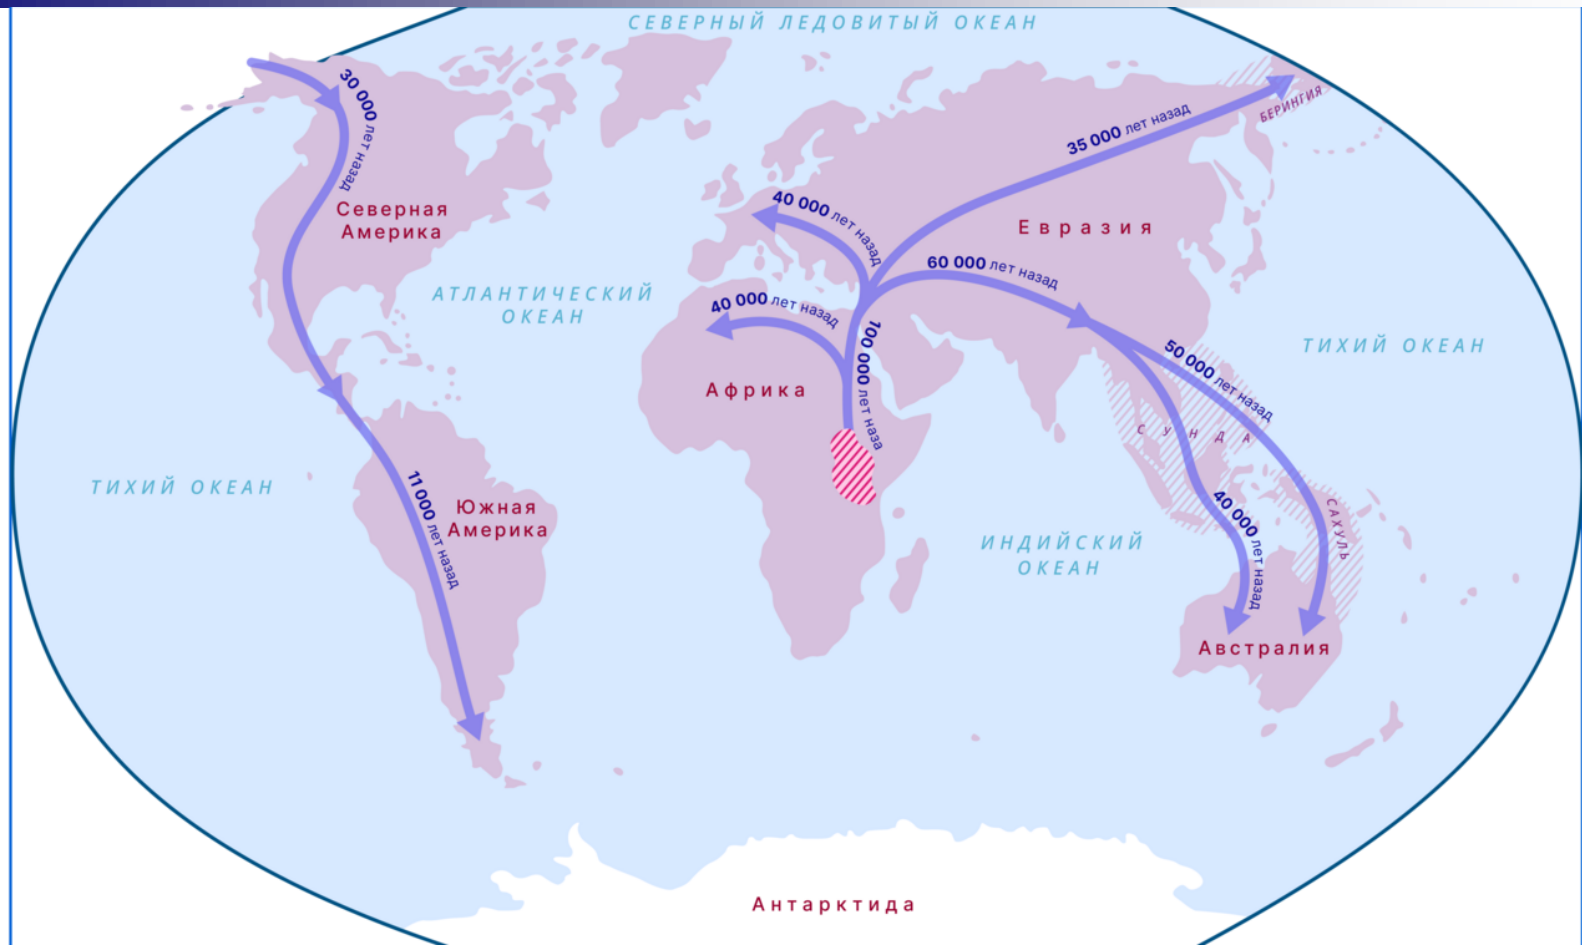 СЕВЕРНЫЙ ЛЕДОВИТЫЙ ОКЕАН
30 000 лет назад
БЕРИНГИЯ
35 000 лет назад
Северная
Америка
40 000 лет назад
Евразия
60 000 лет назад
АТЛАНТИЧЕСКИЙ
ОКЕАН
40 000 лет назад
100 000 лет наза
50 000 лет назад
ТИХИЙ ОКЕАН
Африка
СУНДА
ТИХИЙ ОКЕАН
11 000 лет назад
Южная
Америка
40 000 лет назад
САХУЛЬ
ИНДИЙСКИЙ
ОКЕАН
Австралия
Антарктида